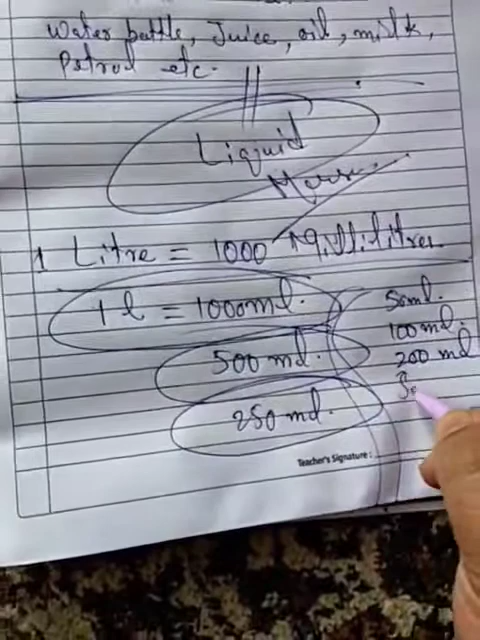 Water bottle, Juice, oil, milk,
Petrol etc.
Liquid
1 Litre = 1000 Millilitres.
1 l = 1000 ml.
500 ml.
250 ml.
50 ml.
100 ml.
200 ml
Teacher's Signature :